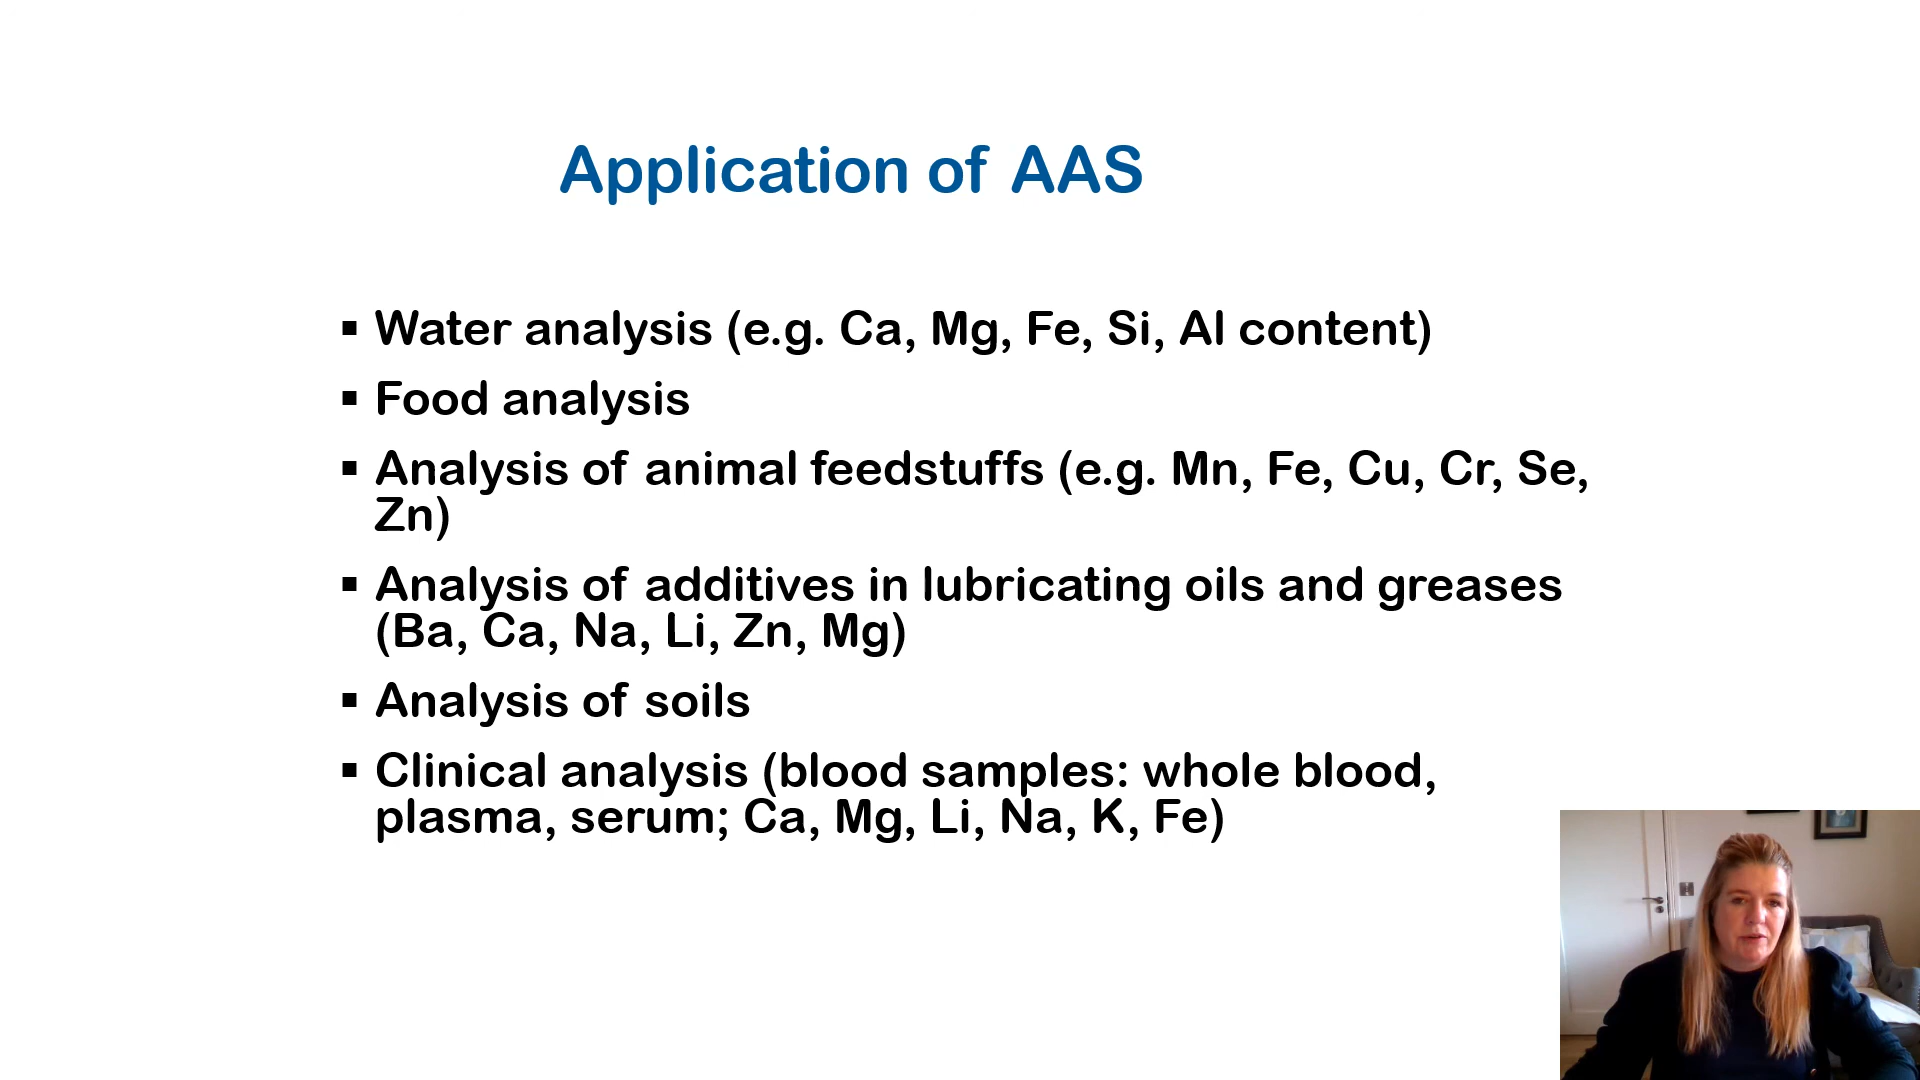 Application of AAS
▪ Water analysis (e.g. Ca, Mg, Fe, Si, Al content)
▪ Food analysis
▪ Analysis of animal feedstuffs (e.g. Mn, Fe, Cu, Cr, Se,
Zn)
▪ Analysis of additives in lubricating oils and greases
(Ba, Ca, Na, Li, Zn, Mg)
▪ Analysis of soils
▪ Clinical analysis (blood samples: whole blood,
plasma, serum; Ca, Mg, Li, Na, K, Fe)